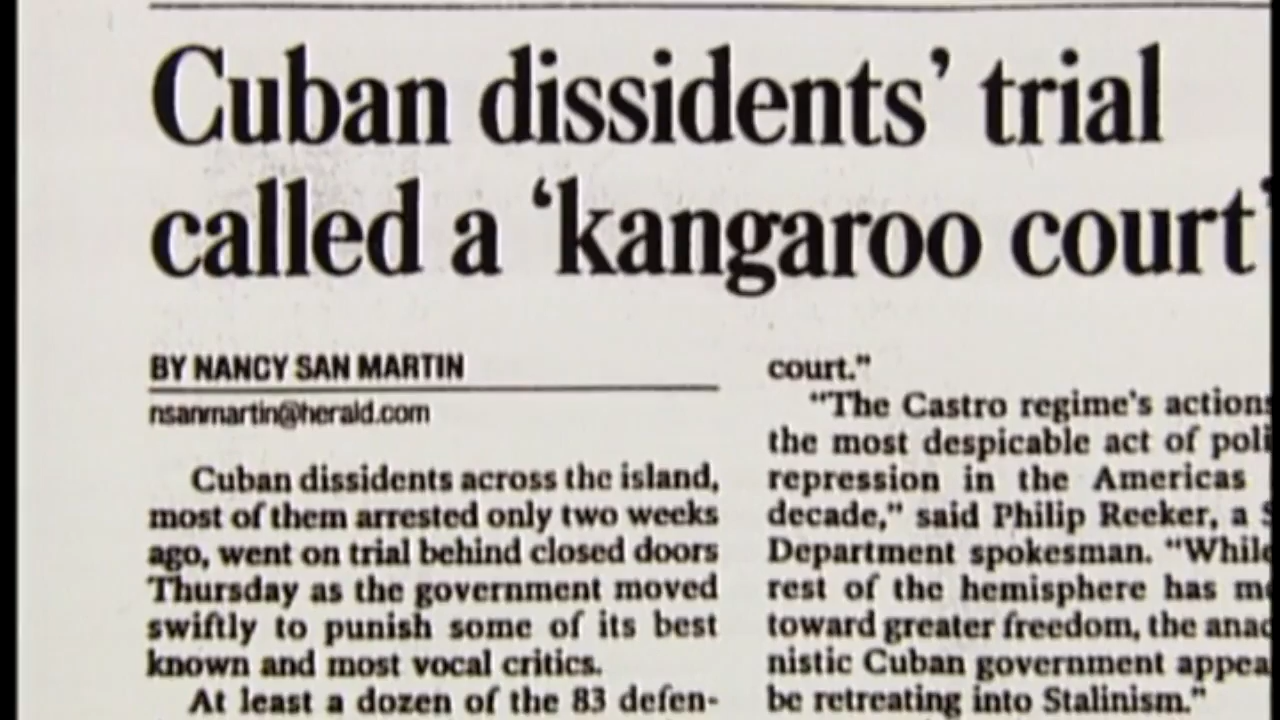 Cuban dissidents’ trial
called a ‘kangaroo court’
BY NANCY SAN MARTIN
nsanmartin@herald.com
Cuban dissidents across the island,
most of them arrested only two weeks
ago, went on trial behind closed doors
Thursday as the government moved
swiftly to punish some of its best
known and most vocal critics.
At least a dozen of the 83 defen-
court.”
“The Castro regime's actions
the most despicable act of poli
repression in the Americas
decade,” said Philip Reeker, a S
Department spokesman. “While
rest of the hemisphere has mo
toward greater freedom, the anac
nistic Cuban government appea
be retreating into Stalinism.”